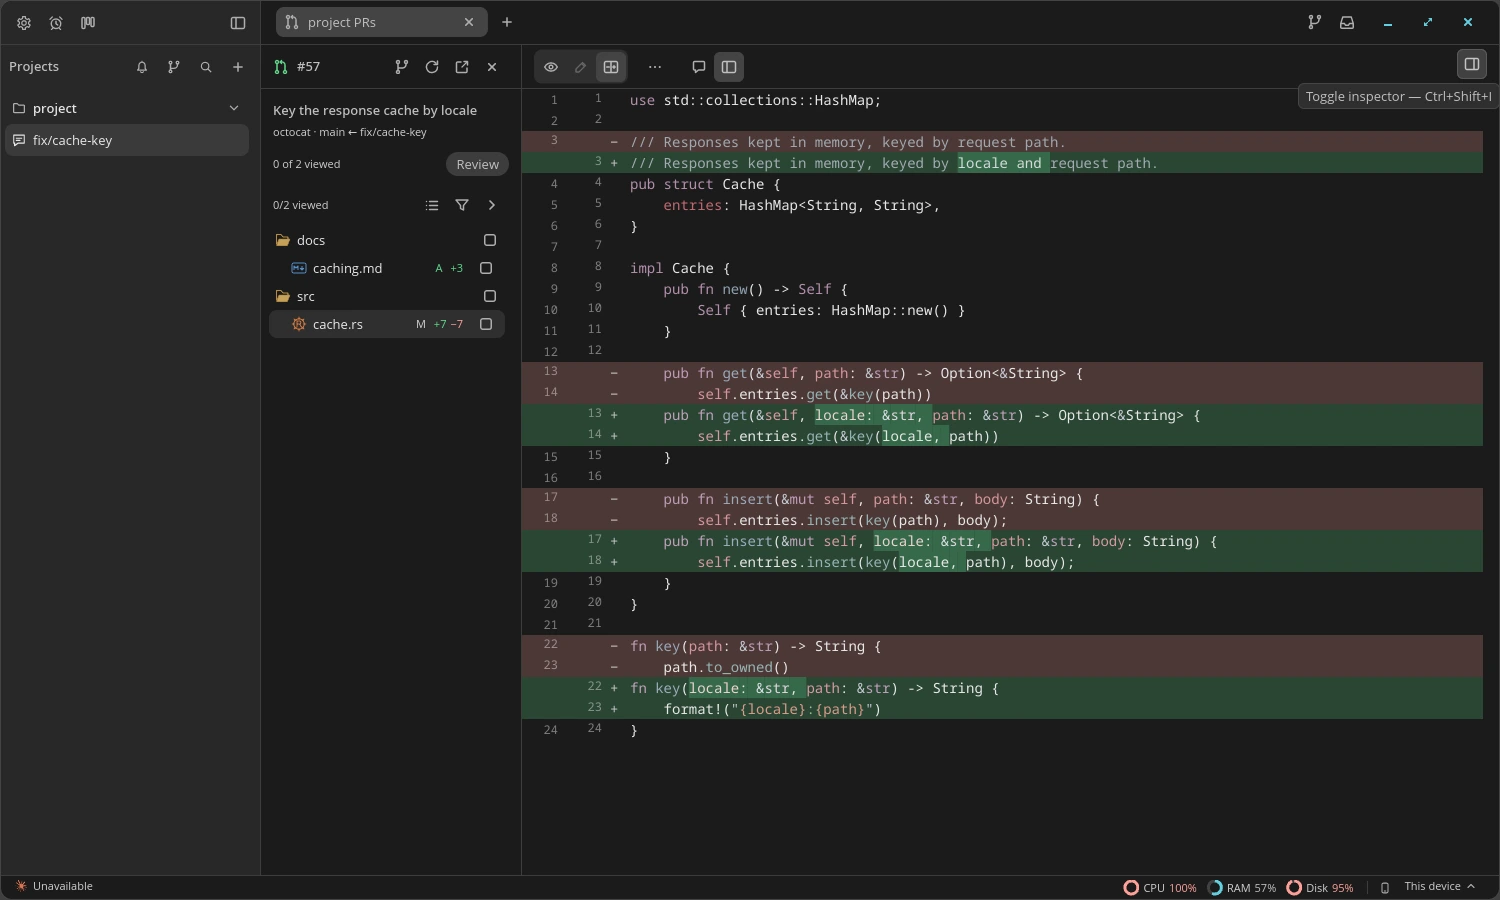 project PRs
Projects
#57
Toggle inspector — Ctrl+Shift+I
project
fix/cache-key
Key the response cache by locale
octocat · main ← fix/cache-key
0 of 2 viewed
Review
0/2 viewed
docs
caching.md A +3
src
cache.rs M +7 −7
1 1 use std::collections::HashMap;
2 2
3 − /// Responses kept in memory, keyed by request path.
3 + /// Responses kept in memory, keyed by locale and request path.
4 4 pub struct Cache {
5 5     entries: HashMap<String, String>,
6 6 }
7 7
8 8 impl Cache {
9 9     pub fn new() -> Self {
10 10         Self { entries: HashMap::new() }
11 11     }
12 12
13 −     pub fn get(&self, path: &str) -> Option<&String> {
14 −         self.entries.get(&key(path))
13 +     pub fn get(&self, locale: &str, path: &str) -> Option<&String> {
14 +         self.entries.get(&key(locale, path))
15 15     }
16 16
17 −     pub fn insert(&mut self, path: &str, body: String) {
18 −         self.entries.insert(key(path), body);
17 +     pub fn insert(&mut self, locale: &str, path: &str, body: String) {
18 +         self.entries.insert(key(locale, path), body);
19 19     }
20 20 }
21 21
22 − fn key(path: &str) -> String {
23 −     path.to_owned()
22 + fn key(locale: &str, path: &str) -> String {
23 +     format!("{locale}:{path}")
24 24 }
Unavailable
CPU 100% RAM 57% Disk 95% This device